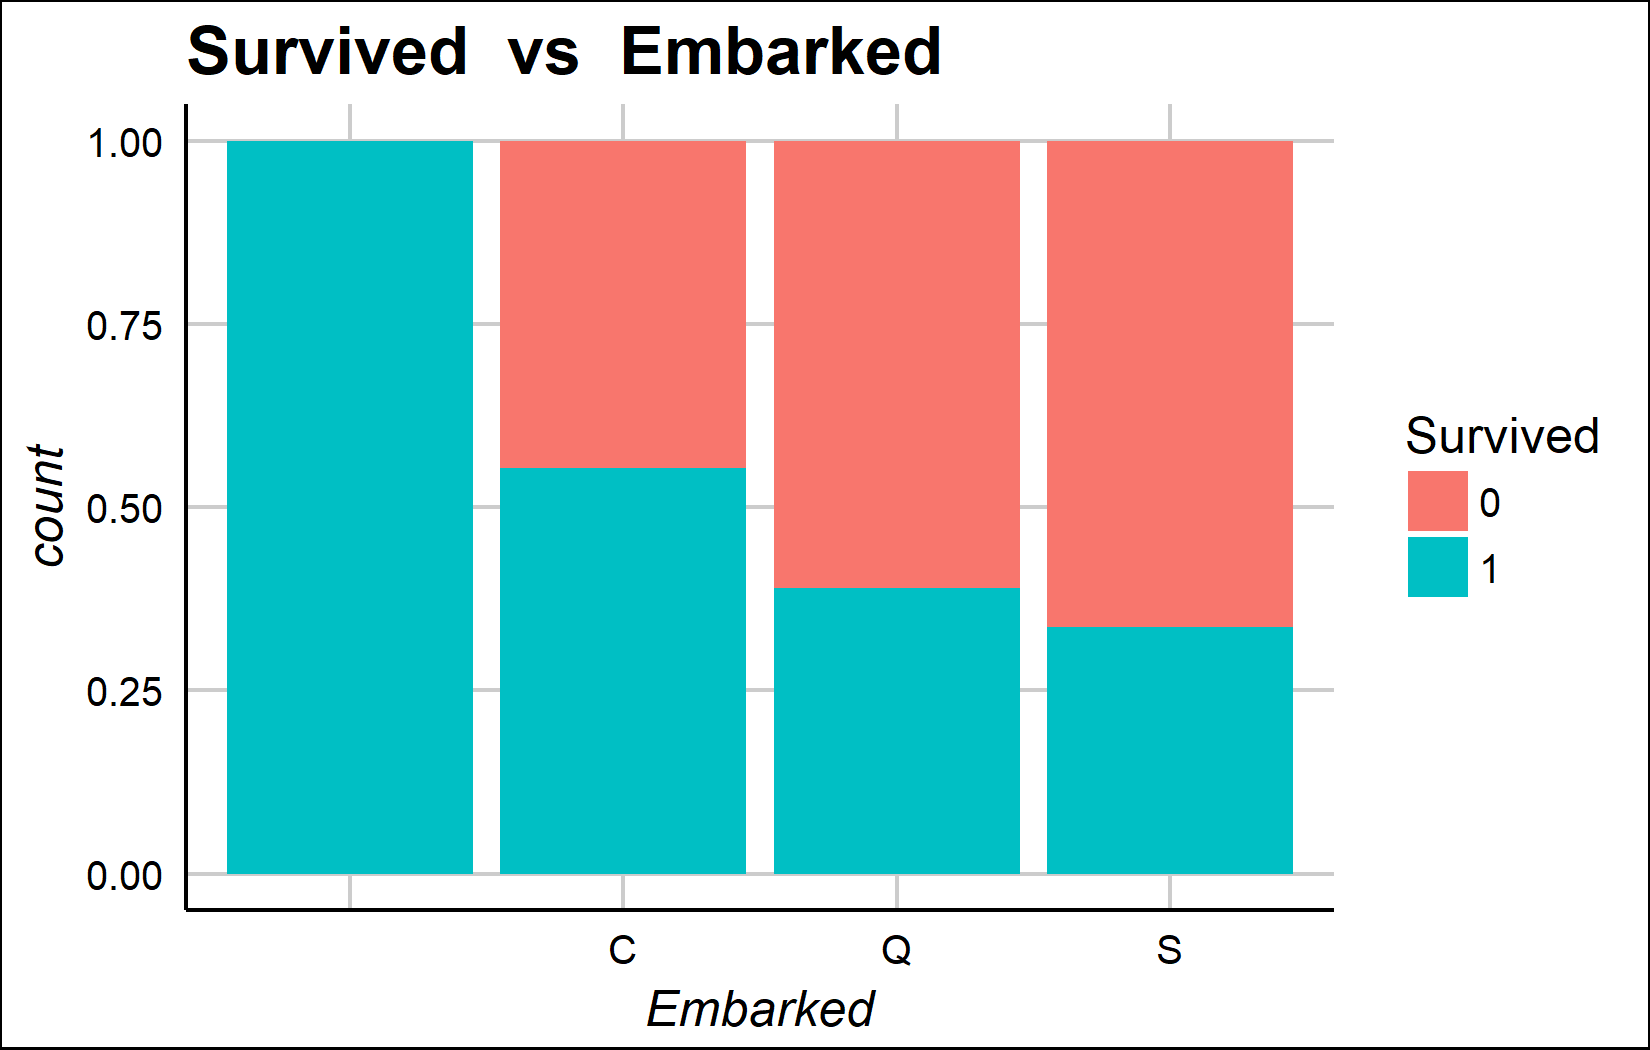 Survived vs Embarked
1.00
0.75
0.50
0.25
0.00
count
C Q S
Embarked
Survived
0
1